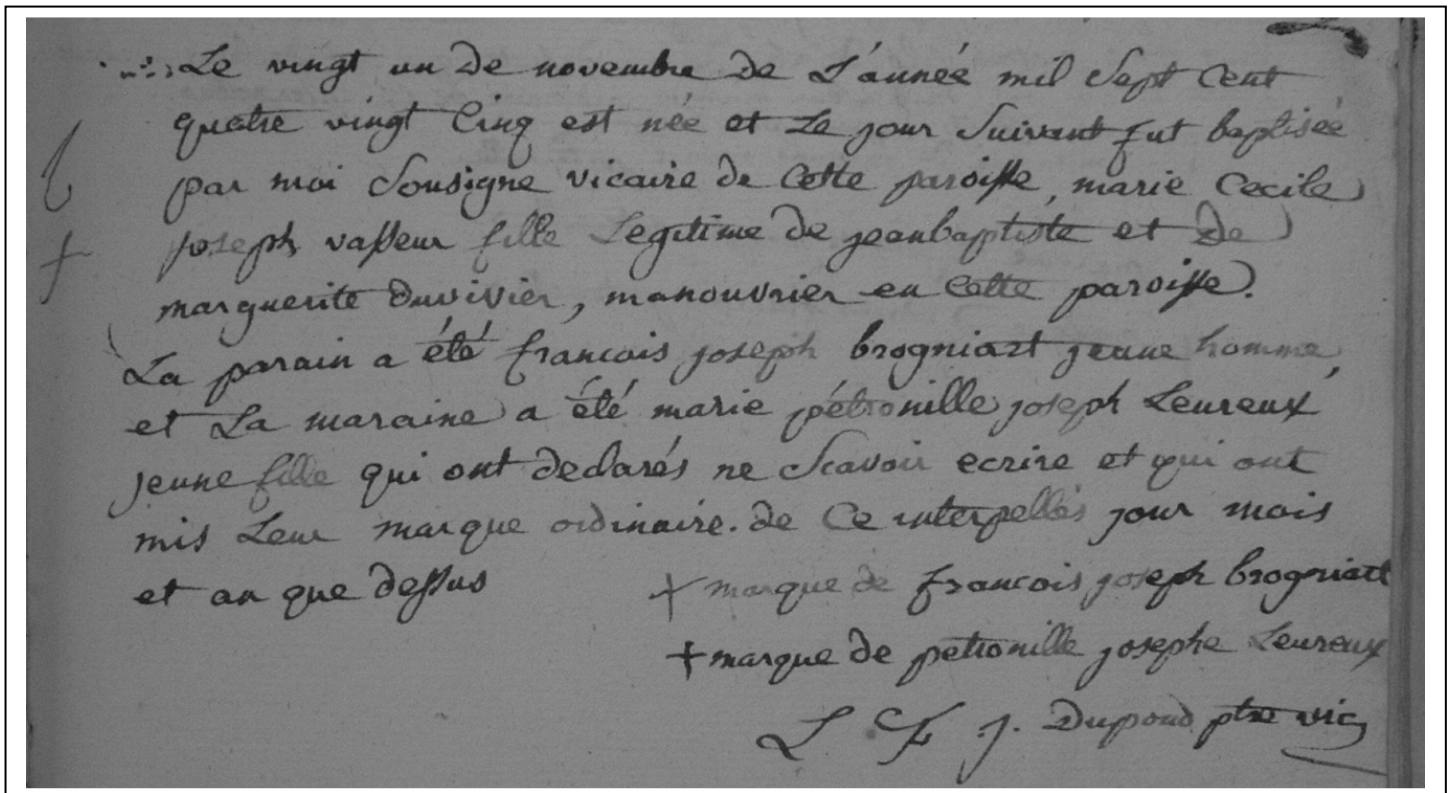 Le vingt un de novembre de L'année mil Sept Cent
quatre vingt Cinq est née et Le jour Suivant fut baptisée
par moi Sousigne vicaire de Cette paroisse, marie Cecile
joseph vasseur fille Legitime de jeanbaptiste et de
marguerite duvivier, manouvrier en Cette paroisse.
La parain a été francois joseph brogniart jeune homme,
et La maraine a été marie pétronille joseph Leureux
jeune fille qui ont declarés ne Scavoir ecrire et qui ont
mis Leur marque ordinaire. de Ce interpellés jour mois
et an que dessus
+ marque de francois joseph brogniart
+ marque de petronille josephe Leureux
L F j. Dupond ptre vic